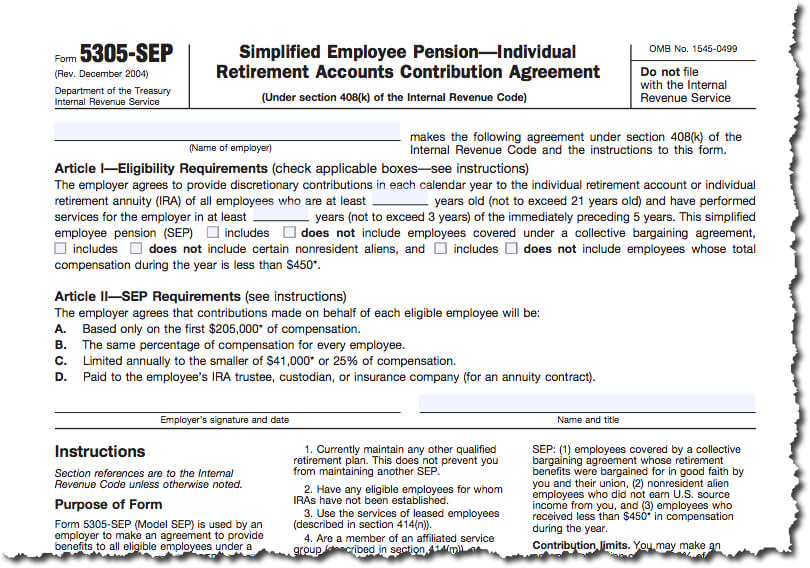 Form 5305-SEP
(Rev. December 2004)
Department of the Treasury
Internal Revenue Service
Simplified Employee Pension—Individual
Retirement Accounts Contribution Agreement
(Under section 408(k) of the Internal Revenue Code)
OMB No. 1545-0499
Do not file
with the Internal
Revenue Service
(Name of employer)
makes the following agreement under section 408(k) of the
Internal Revenue Code and the instructions to this form.
Article I—Eligibility Requirements (check applicable boxes—see instructions)
The employer agrees to provide discretionary contributions in each calendar year to the individual retirement account or individual
retirement annuity (IRA) of all employees who are at least years old (not to exceed 21 years old) and have performed
services for the employer in at least years (not to exceed 3 years) of the immediately preceding 5 years. This simplified
employee pension (SEP) includes does not include employees covered under a collective bargaining agreement,
includes does not include certain nonresident aliens, and includes does not include employees whose total
compensation during the year is less than $450*.
Article II—SEP Requirements (see instructions)
The employer agrees that contributions made on behalf of each eligible employee will be:
A. Based only on the first $205,000* of compensation.
B. The same percentage of compensation for every employee.
C. Limited annually to the smaller of $41,000* or 25% of compensation.
D. Paid to the employee's IRA trustee, custodian, or insurance company (for an annuity contract).
Employer's signature and date
Name and title
Instructions
Section references are to the Internal
Revenue Code unless otherwise noted.
Purpose of Form
Form 5305-SEP (Model SEP) is used by an
employer to make an agreement to provide
benefits to all eligible employees under a
1. Currently maintain any other qualified
retirement plan. This does not prevent you
from maintaining another SEP.
2. Have any eligible employees for whom
IRAs have not been established.
3. Use the services of leased employees
(described in section 414(n)).
4. Are a member of an affiliated service
group (described in section 414(m)),
SEP: (1) employees covered by a collective
bargaining agreement whose retirement
benefits were bargained for in good faith by
you and their union, (2) nonresident alien
employees who did not earn U.S. source
income from you, and (3) employees who
received less than $450* in compensation
during the year.
Contribution limits. You may make an